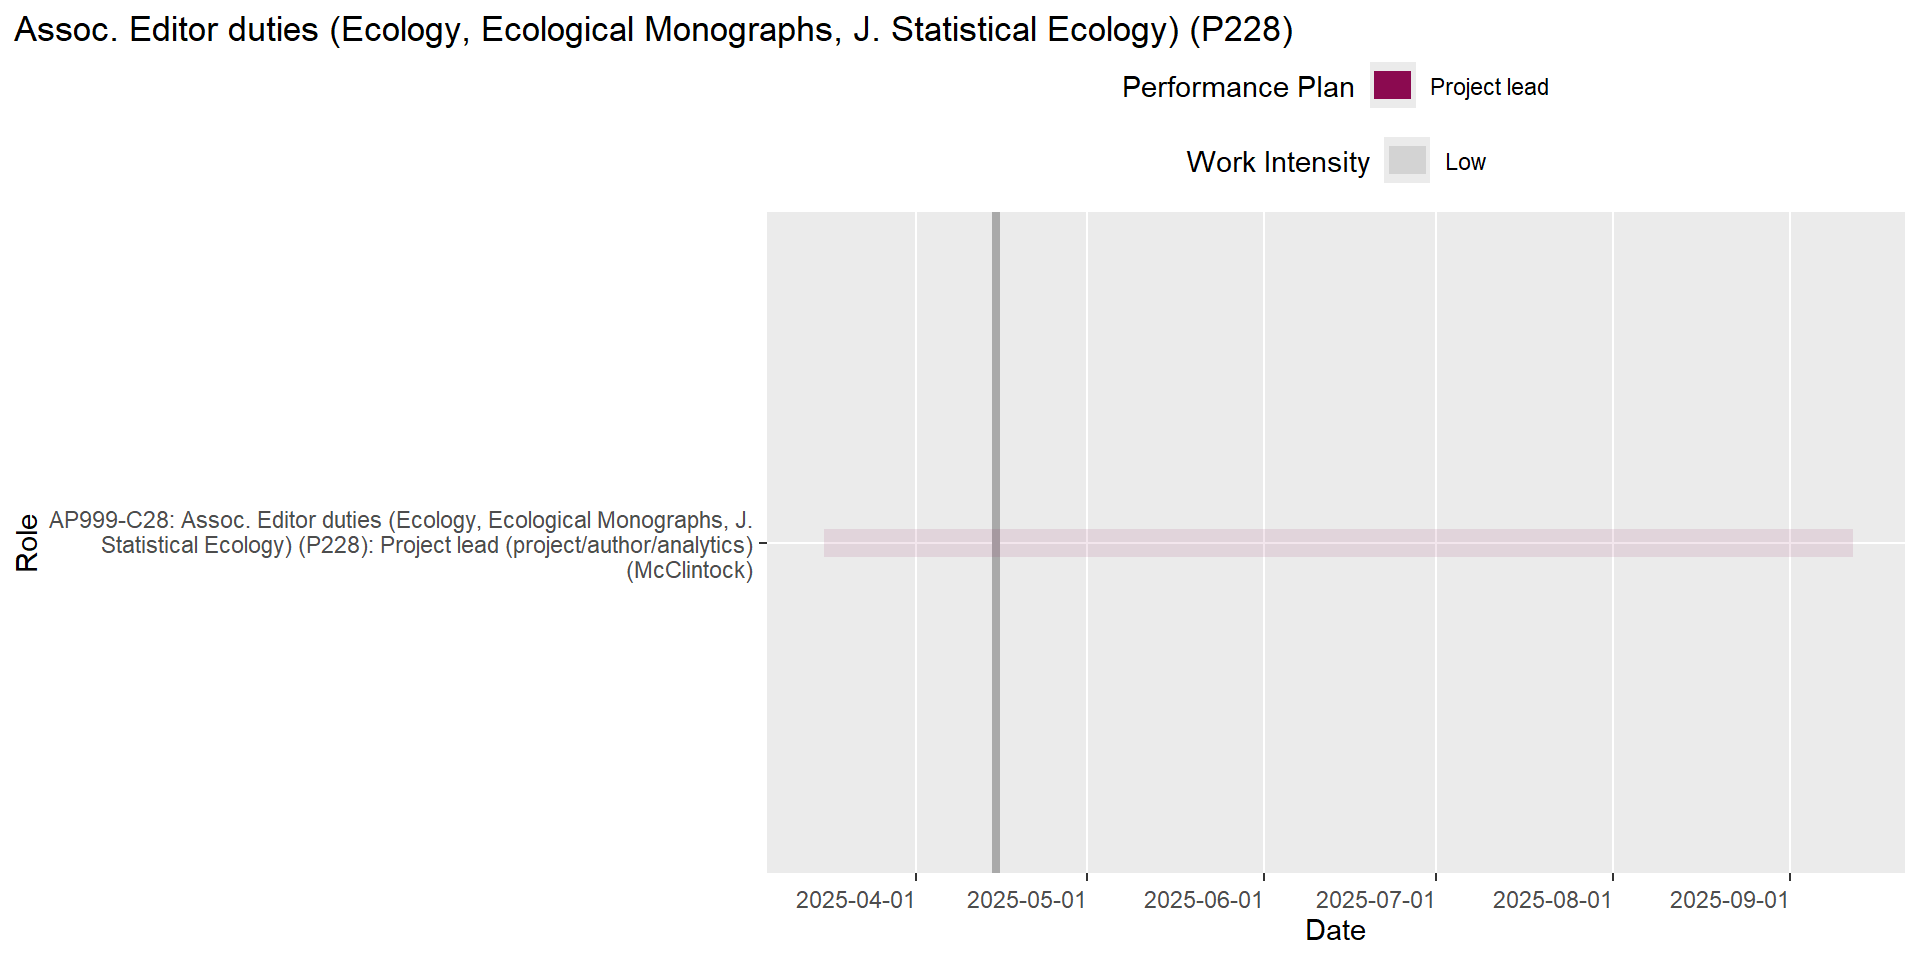 Assoc. Editor duties (Ecology, Ecological Monographs, J. Statistical Ecology) (P228)
Performance Plan
Project lead
Work Intensity
Low
Role
AP999-C28: Assoc. Editor duties (Ecology, Ecological Monographs, J.
Statistical Ecology) (P228): Project lead (project/author/analytics)
(McClintock)
2025-04-01
2025-05-01
2025-06-01
2025-07-01
2025-08-01
2025-09-01
Date